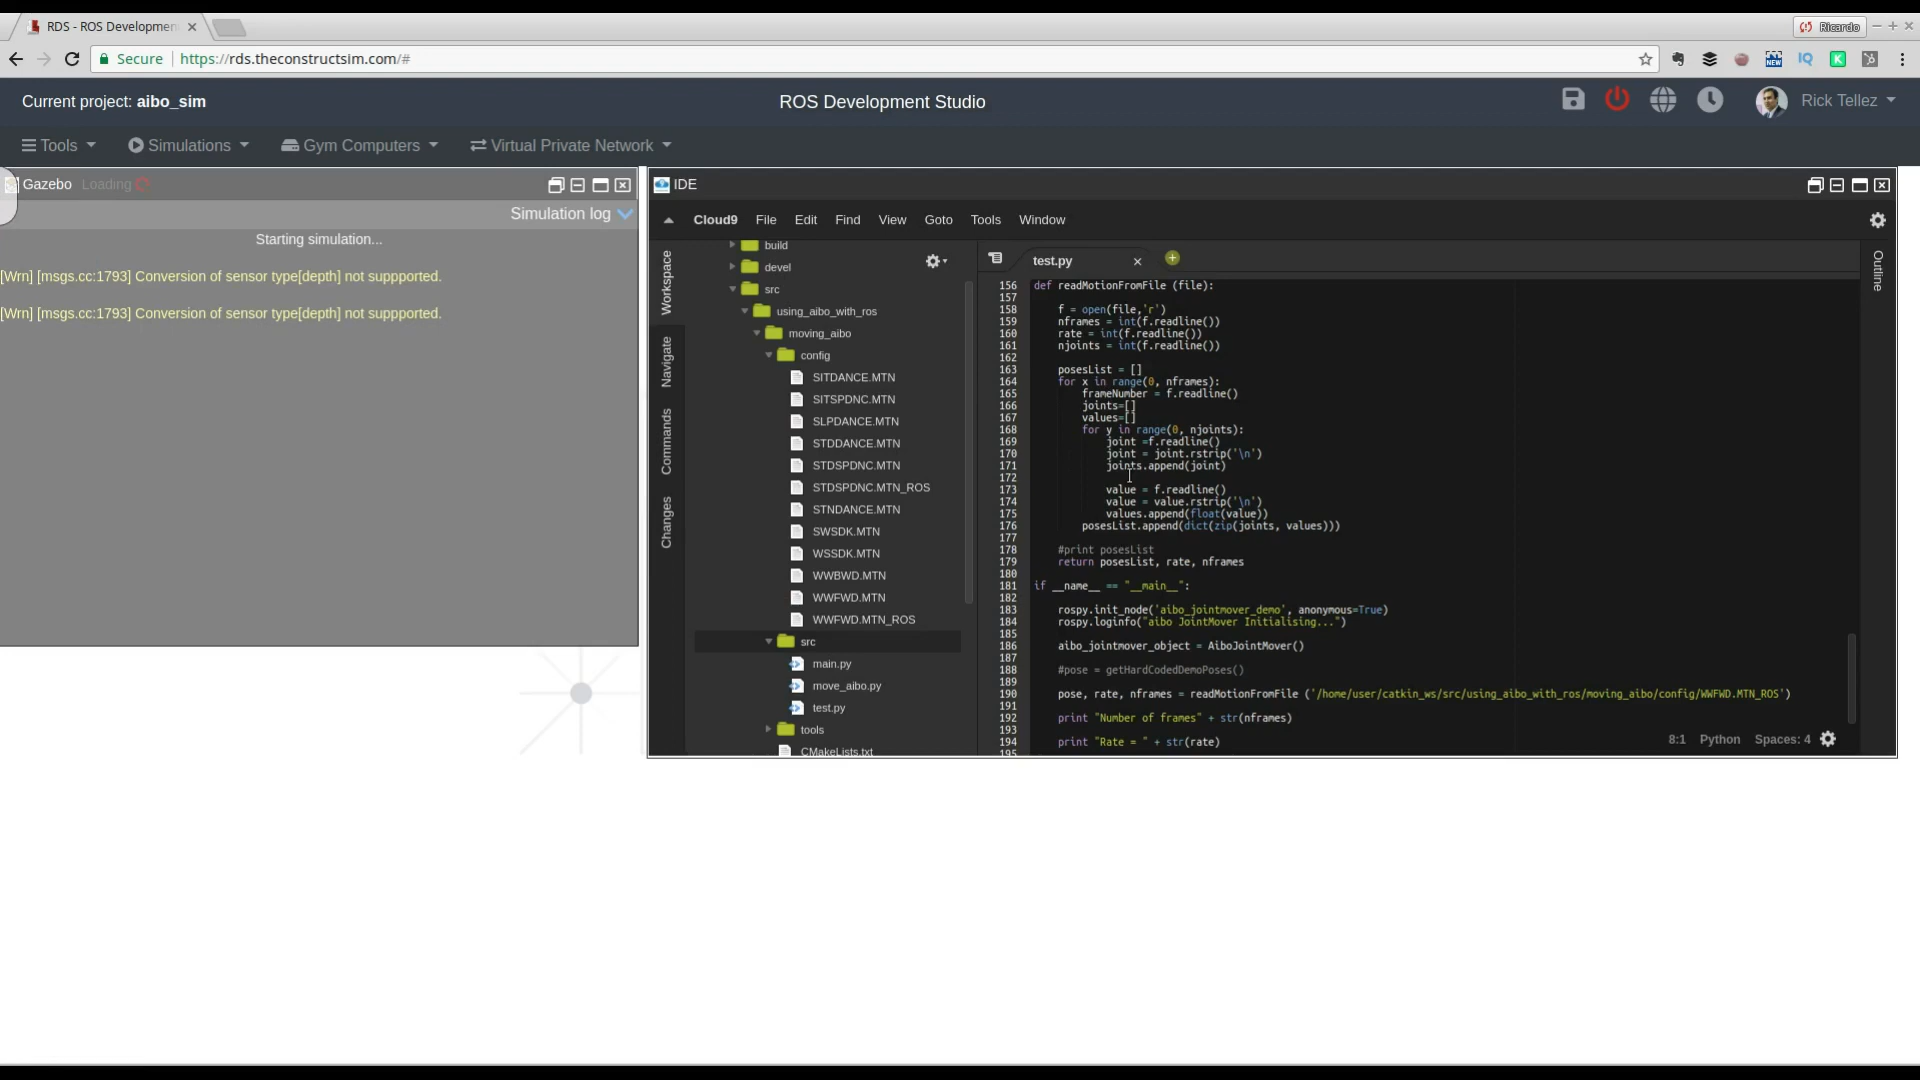 RDS - ROS Developmen
Ricardo
Secure
https://rds.theconstructsim.com/#
NEW
IQ
K
Current project: aibo_sim
ROS Development Studio
Rick Tellez
Tools
Simulations
Gym Computers
Virtual Private Network
Gazebo
Loading
Simulation log
Starting simulation...
[Wrn] [msgs.cc:1793] Conversion of sensor type[depth] not suppported.
[Wrn] [msgs.cc:1793] Conversion of sensor type[depth] not suppported.
IDE
Cloud9
File
Edit
Find
View
Goto
Tools
Window
Workspace
Navigate
Commands
Changes
build
devel
src
using_aibo_with_ros
moving_aibo
config
SITDANCE.MTN
SITSPDNC.MTN
SLPDANCE.MTN
STDDANCE.MTN
STDSPDNC.MTN
STDSPDNC.MTN_ROS
STNDANCE.MTN
SWSDK.MTN
WSSDK.MTN
WWBWD.MTN
WWFWD.MTN
WWFWD.MTN_ROS
src
main.py
move_aibo.py
test.py
tools
CMakeLists.txt
test.py
Outline
156 def readMotionFromFile (file):
157
158 f = open(file,'r')
159 nframes = int(f.readline())
160 rate = int(f.readline())
161 njoints = int(f.readline())
162
163 posesList = []
164 for x in range(0, nframes):
165 frameNumber = f.readline()
166 joints=[]
167 values=[]
168 for y in range(0, njoints):
169 joint =f.readline()
170 joint = joint.rstrip('\n')
171 joints.append(joint)
172
173 value = f.readline()
174 value = value.rstrip('\n')
175 values.append(float(value))
176 posesList.append(dict(zip(joints, values)))
177
178 #print posesList
179 return posesList, rate, nframes
180
181 if __name__ == "__main__":
182
183 rospy.init_node('aibo_jointmover_demo', anonymous=True)
184 rospy.loginfo("aibo JointMover Initialising...")
185
186 aibo_jointmover_object = AiboJointMover()
187
188 #pose = getHardCodedDemoPoses()
189
190 pose, rate, nframes = readMotionFromFile ('/home/user/catkin_ws/src/using_aibo_with_ros/moving_aibo/config/WWFWD.MTN_ROS')
191
192 print "Number of frames" + str(nframes)
193
194 print "Rate = " + str(rate)
195
8:1
Python
Spaces: 4